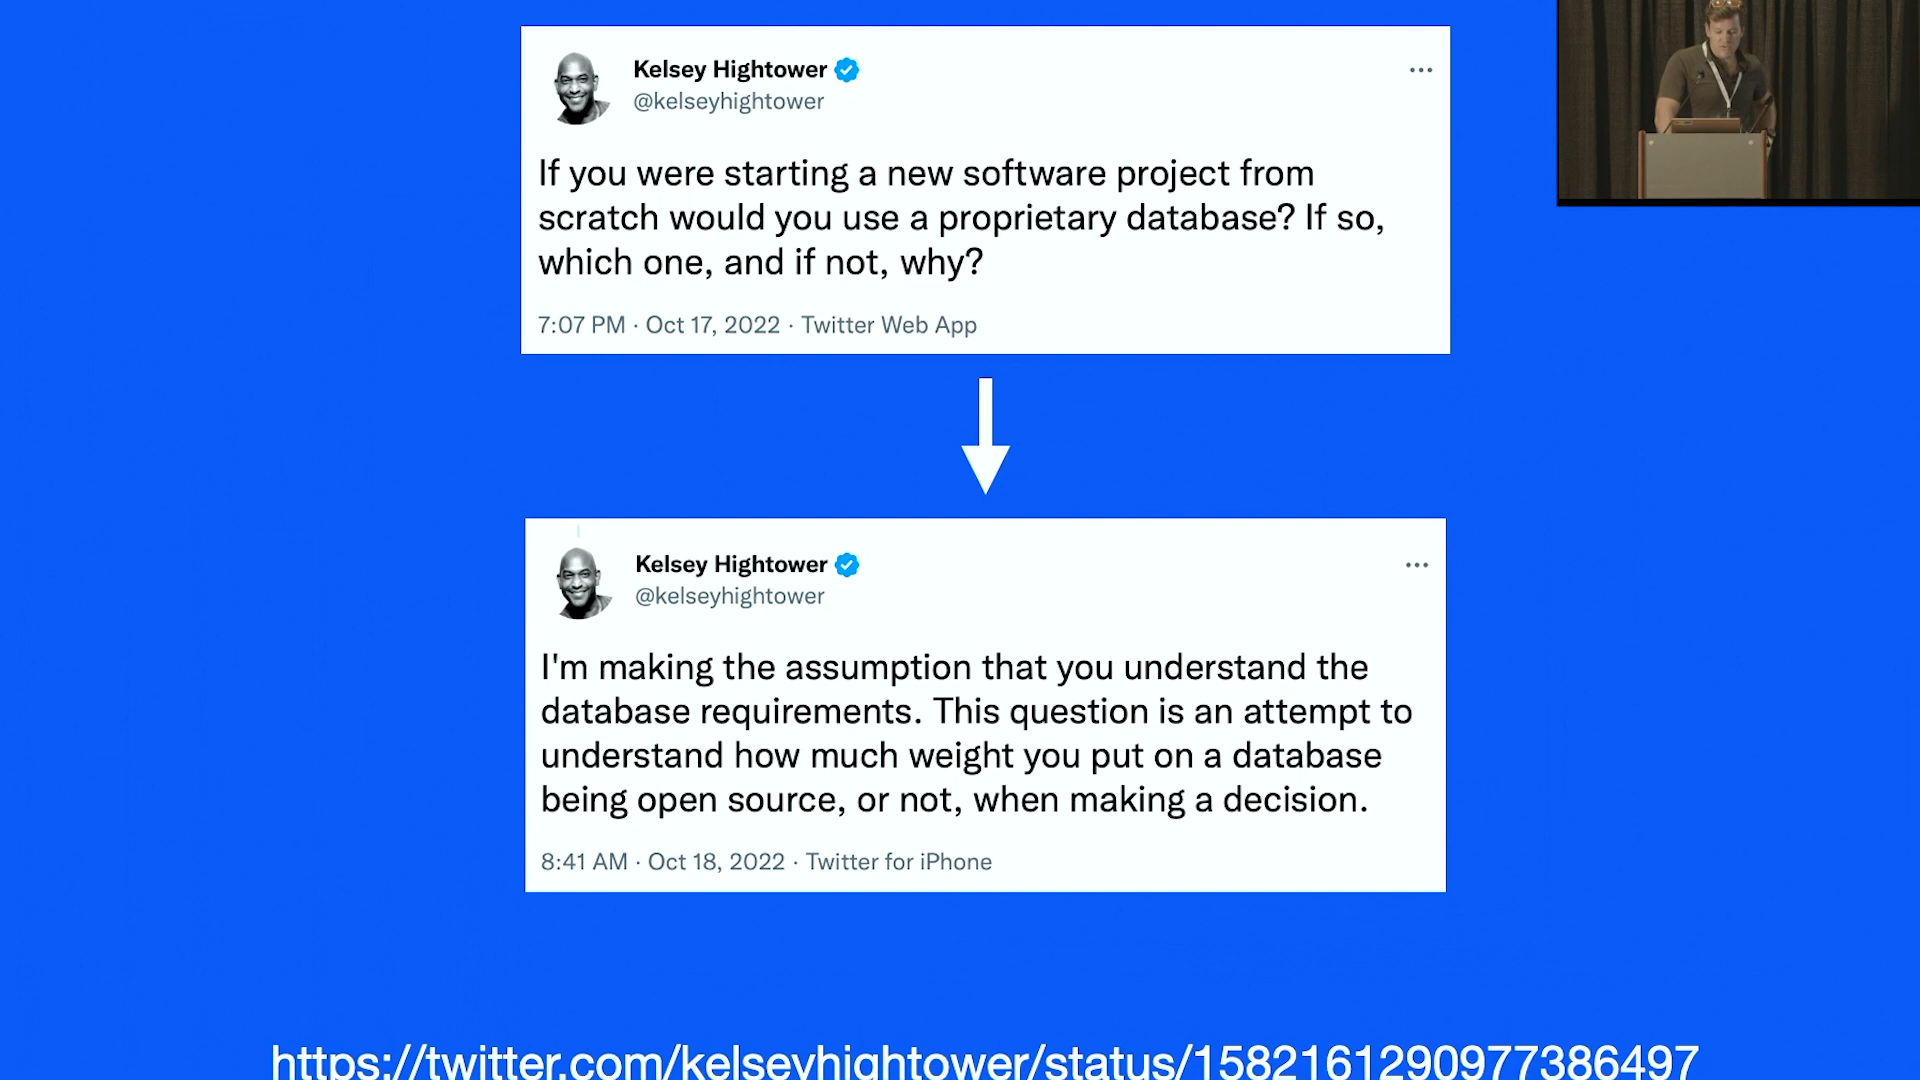 Kelsey Hightower
@kelseyhightower
If you were starting a new software project from
scratch would you use a proprietary database? If so,
which one, and if not, why?
7:07 PM · Oct 17, 2022 · Twitter Web App
Kelsey Hightower
@kelseyhightower
I'm making the assumption that you understand the
database requirements. This question is an attempt to
understand how much weight you put on a database
being open source, or not, when making a decision.
8:41 AM · Oct 18, 2022 · Twitter for iPhone
https://twitter.com/kelseyhightower/status/1582161290977386497